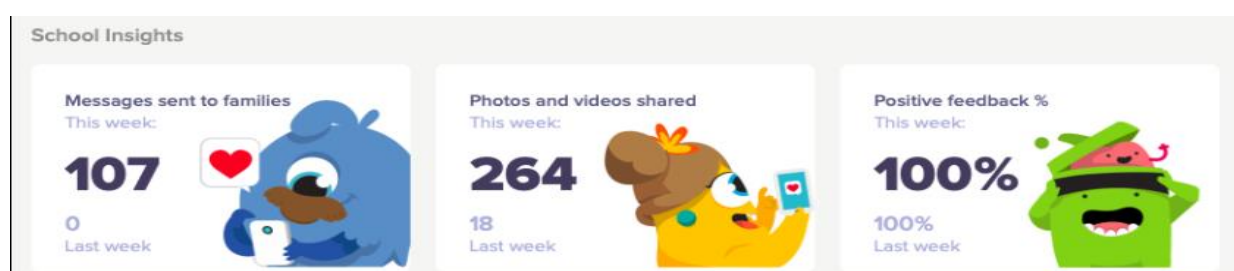 School Insights
Messages sent to families
This week:
107
0
Last week
Photos and videos shared
This week:
264
18
Last week
Positive feedback %
This week:
100%
100%
Last week